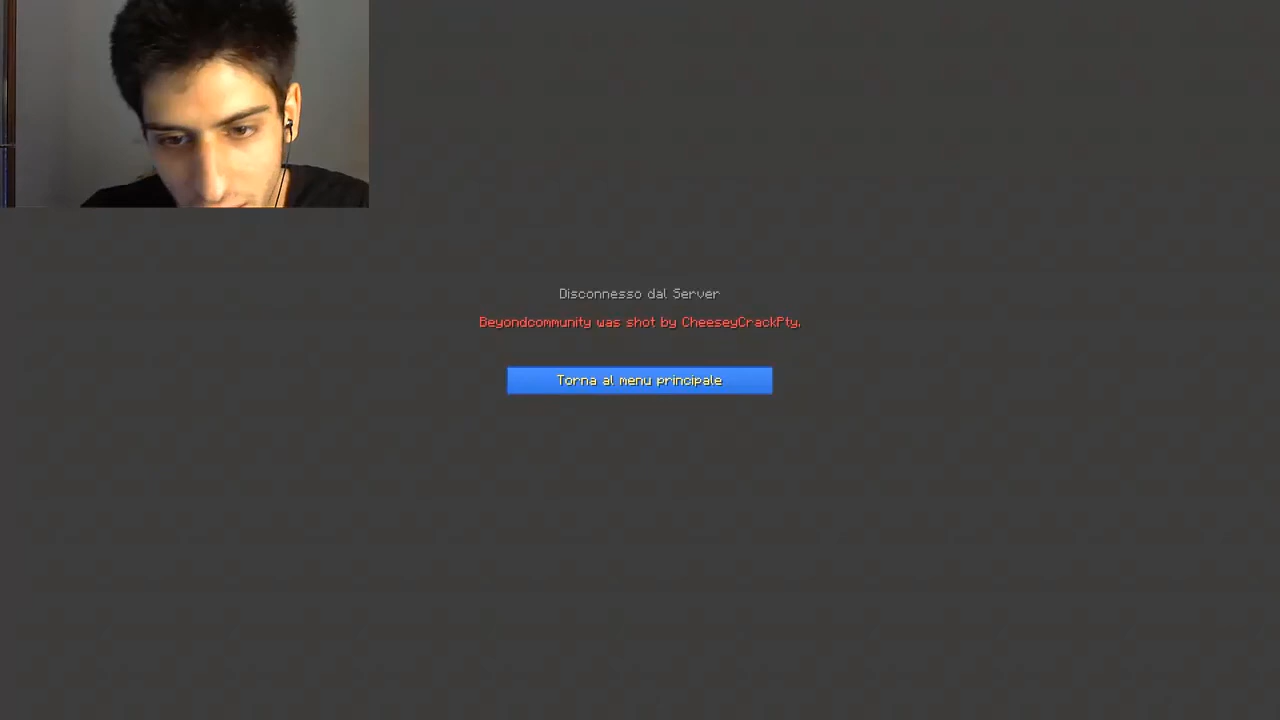 Disconnesso dal Server
Beyondcommunity was shot by CheeseyCrackPty.
Torna al menu principale